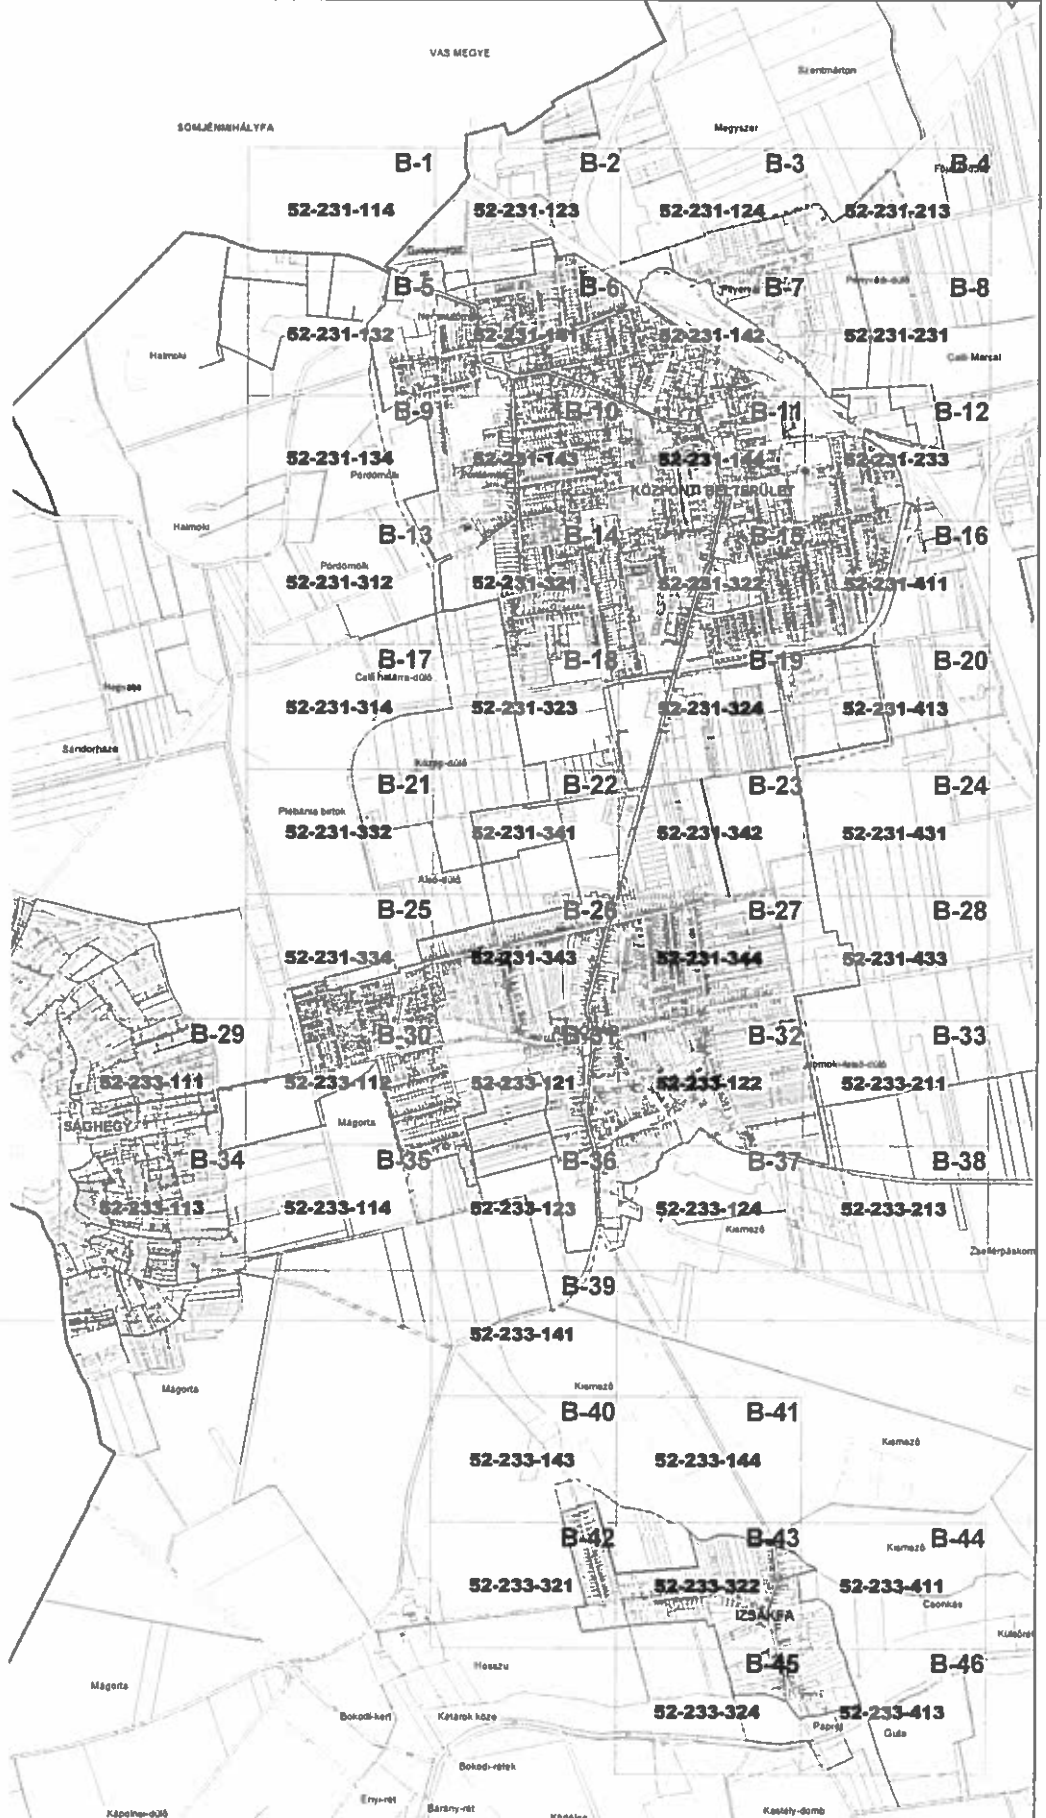 VAS MEGYE
Szentmárton
SOMJÉNMIHÁLYFA
Megyszer
B-1
B-2
B-3
B-4
52-231-114
52-231-123
52-231-124
52-231-213
B-5
B-6
B-7
B-8
52-231-132
52-231-141
52-231-142
52-231-231
Halmoki
Celli-Marcal
B-9
B-10
B-11
B-12
52-231-134
52-231-143
52-231-144
52-231-233
Pórdömölk
KÖZPONTI BELTERÜLET
Halmoki
B-13
B-14
B-15
B-16
Pórdömölk
52-231-312
52-231-321
52-231-322
52-231-411
B-17
B-18
B-19
B-20
Celli határra-dűlő
52-231-314
52-231-323
52-231-324
52-231-413
Sándorháza
Közép-dűlő
B-21
B-22
B-23
B-24
Plébánia birtok
52-231-332
52-231-341
52-231-342
52-231-431
Alsó-dűlő
B-25
B-26
B-27
B-28
52-231-334
52-231-343
52-231-344
52-231-433
B-29
B-30
B-31
B-32
B-33
52-233-111
52-233-112
52-233-121
52-233-122
52-233-211
SÁGHEGY
Mágorta
B-34
B-35
B-36
B-37
B-38
52-233-113
52-233-114
52-233-123
52-233-124
52-233-213
Kismező
B-39
52-233-141
Mágorta
Kismező
B-40
B-41
52-233-143
52-233-144
Kismező
B-42
B-43
B-44
Kismező
52-233-321
52-233-322
52-233-411
IZSÁKFA
Csonkás
B-45
B-46
Hosszu
Mágorta
52-233-324
52-233-413
Bokodi-kert
Katarok köze
Papréj
Guta
Bokodi-rétek
Kápolnai-dűlő
Enyi-rét
Bárány-rét
Kastély-domb